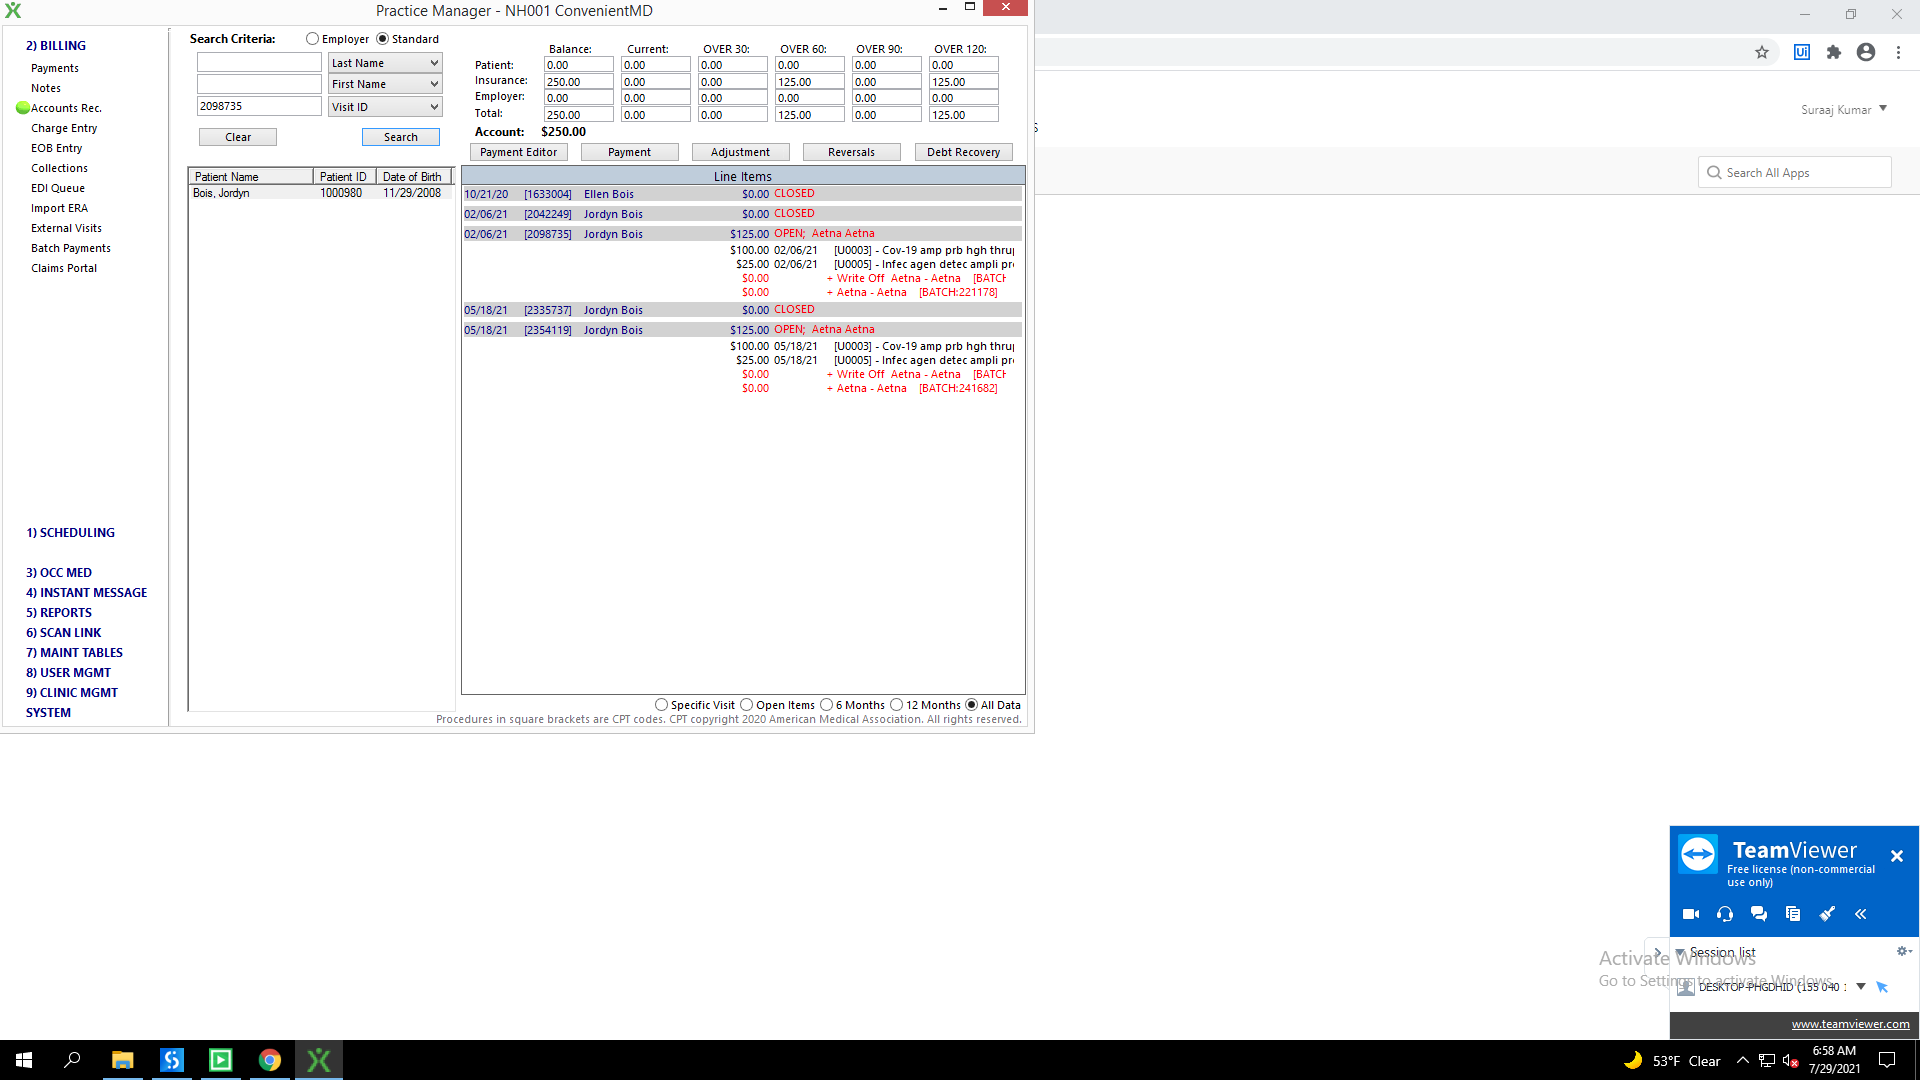 Practice Manager - NH001 ConvenientMD
2) BILLING
Payments
Notes
Accounts Rec.
Charge Entry
EOB Entry
Collections
EDI Queue
Import ERA
External Visits
Batch Payments
Claims Portal
1) SCHEDULING
3) OCC MED
4) INSTANT MESSAGE
5) REPORTS
6) SCAN LINK
7) MAINT TABLES
8) USER MGMT
9) CLINIC MGMT
SYSTEM
Search Criteria: Employer Standard
Last Name
First Name
2098735 Visit ID
Clear Search
Patient Name Patient ID Date of Birth
Bois, Jordyn 1000980 11/29/2008
Balance: Current: OVER 30: OVER 60: OVER 90: OVER 120:
Patient: 0.00 0.00 0.00 0.00 0.00 0.00
Insurance: 250.00 0.00 0.00 125.00 0.00 125.00
Employer: 0.00 0.00 0.00 0.00 0.00 0.00
Total: 250.00 0.00 0.00 125.00 0.00 125.00
Account: $250.00
Payment Editor Payment Adjustment Reversals Debt Recovery
Line Items
10/21/20 [1633004] Ellen Bois $0.00 CLOSED
02/06/21 [2042249] Jordyn Bois $0.00 CLOSED
02/06/21 [2098735] Jordyn Bois $125.00 OPEN; Aetna Aetna
$100.00 02/06/21 [U0003] - Cov-19 amp prb hgh thru
$25.00 02/06/21 [U0005] - Infec agen detec ampli pr
$0.00 + Write Off Aetna - Aetna [BATCH
$0.00 + Aetna - Aetna [BATCH:221178]
05/18/21 [2335737] Jordyn Bois $0.00 CLOSED
05/18/21 [2354119] Jordyn Bois $125.00 OPEN; Aetna Aetna
$100.00 05/18/21 [U0003] - Cov-19 amp prb hgh thru
$25.00 05/18/21 [U0005] - Infec agen detec ampli pr
$0.00 + Write Off Aetna - Aetna [BATCH
$0.00 + Aetna - Aetna [BATCH:241682]
Specific Visit Open Items 6 Months 12 Months All Data
Procedures in square brackets are CPT codes. CPT copyright 2020 American Medical Association. All rights reserved.
Ui
Suraaj Kumar
s
Search All Apps
TeamViewer
Free license (non-commercial
use only)
Session list
DESKTOP-PHGDHID (155 040
www.teamviewer.com
Activate Windows
Go to Settings to activate Windows.
53°F Clear
6:58 AM
7/29/2021